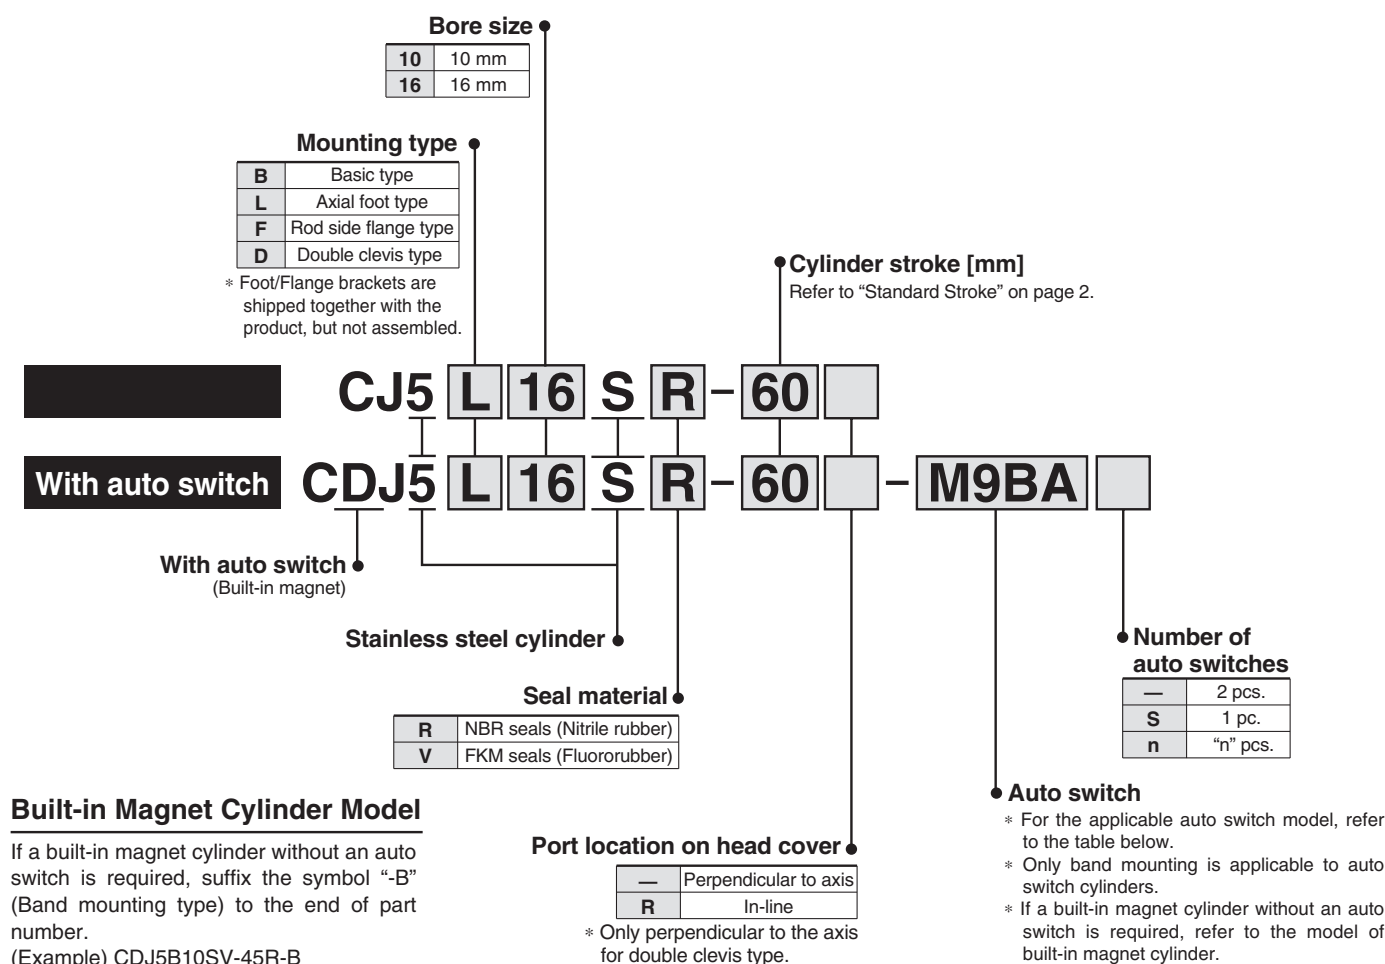 Bore size
10 10 mm
16 16 mm
Mounting type
B Basic type
L Axial foot type
F Rod side flange type
D Double clevis type
* Foot/Flange brackets are
shipped together with the
product, but not assembled.
Cylinder stroke [mm]
Refer to “Standard Stroke” on page 2.
CJ5 L 16 S R – 60
With auto switch CDJ5 L 16 S R – 60 – M9BA
With auto switch
(Built-in magnet)
Stainless steel cylinder
Seal material
R NBR seals (Nitrile rubber)
V FKM seals (Fluororubber)
Number of
auto switches
— 2 pcs.
S 1 pc.
n “n” pcs.
Built-in Magnet Cylinder Model
If a built-in magnet cylinder without an auto
switch is required, suffix the symbol “-B”
(Band mounting type) to the end of part
number.
(Example) CDJ5B10SV-45R-B
Port location on head cover
— Perpendicular to axis
R In-line
* Only perpendicular to the axis
for double clevis type.
Auto switch
* For the applicable auto switch model, refer
to the table below.
* Only band mounting is applicable to auto
switch cylinders.
* If a built-in magnet cylinder without an auto
switch is required, refer to the model of
built-in magnet cylinder.